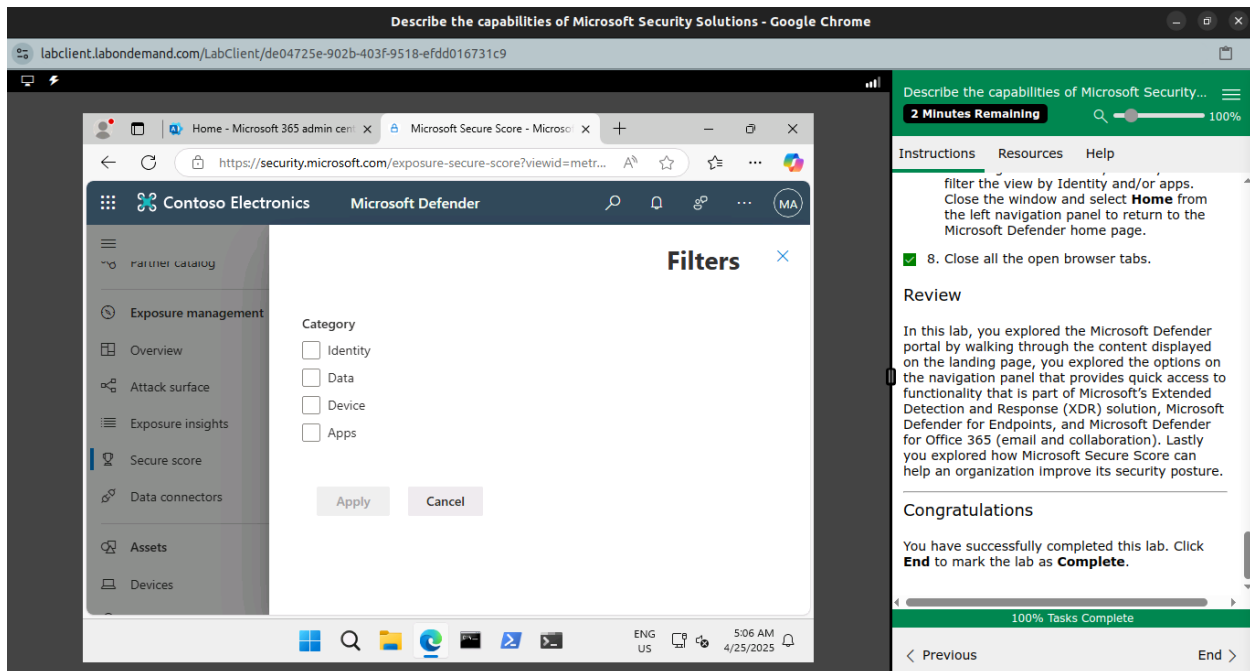 Describe the capabilities of Microsoft Security Solutions - Google Chrome
labclient.labondemand.com/LabClient/de04725e-902b-403f-9518-efdd016731c9
Home - Microsoft 365 admin cent
Microsoft Secure Score - Microso
https://security.microsoft.com/exposure-secure-score?viewid=metr...
Contoso Electronics
Microsoft Defender
MA
Partner catalog
Exposure management
Overview
Attack surface
Exposure insights
Secure score
Data connectors
Assets
Devices
Filters
Category
Identity
Data
Device
Apps
Apply
Cancel
ENG
US
5:06 AM
4/25/2025
Describe the capabilities of Microsoft Security...
2 Minutes Remaining
100%
Instructions
Resources
Help
filter the view by Identity and/or apps.
Close the window and select Home from
the left navigation panel to return to the
Microsoft Defender home page.
8. Close all the open browser tabs.
Review
In this lab, you explored the Microsoft Defender
portal by walking through the content displayed
on the landing page, you explored the options on
the navigation panel that provides quick access to
functionality that is part of Microsoft's Extended
Detection and Response (XDR) solution, Microsoft
Defender for Endpoints, and Microsoft Defender
for Office 365 (email and collaboration). Lastly
you explored how Microsoft Secure Score can
help an organization improve its security posture.
Congratulations
You have successfully completed this lab. Click
End to mark the lab as Complete.
100% Tasks Complete
Previous
End